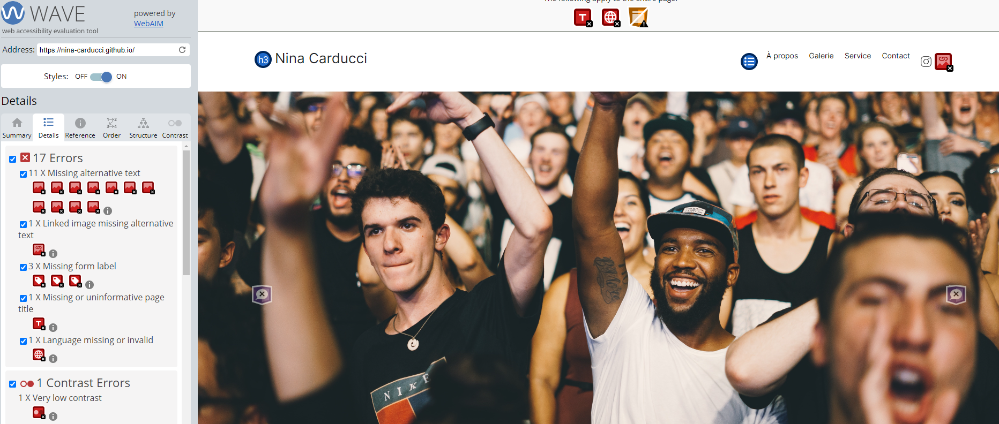 WAVE
powered by
WebAIM
web accessibility evaluation tool
Address: https://nina-carducci.github.io/
Styles: OFF ON
Details
Summary Details Reference Order Structure Contrast
17 Errors
11 X Missing alternative text
1 X Linked image missing alternative
text
3 X Missing form label
1 X Missing or uninformative page
title
1 X Language missing or invalid
1 Contrast Errors
1 X Very low contrast
The following apply to the entire page:
h3 Nina Carducci
À propos Galerie Service Contact
NIKE